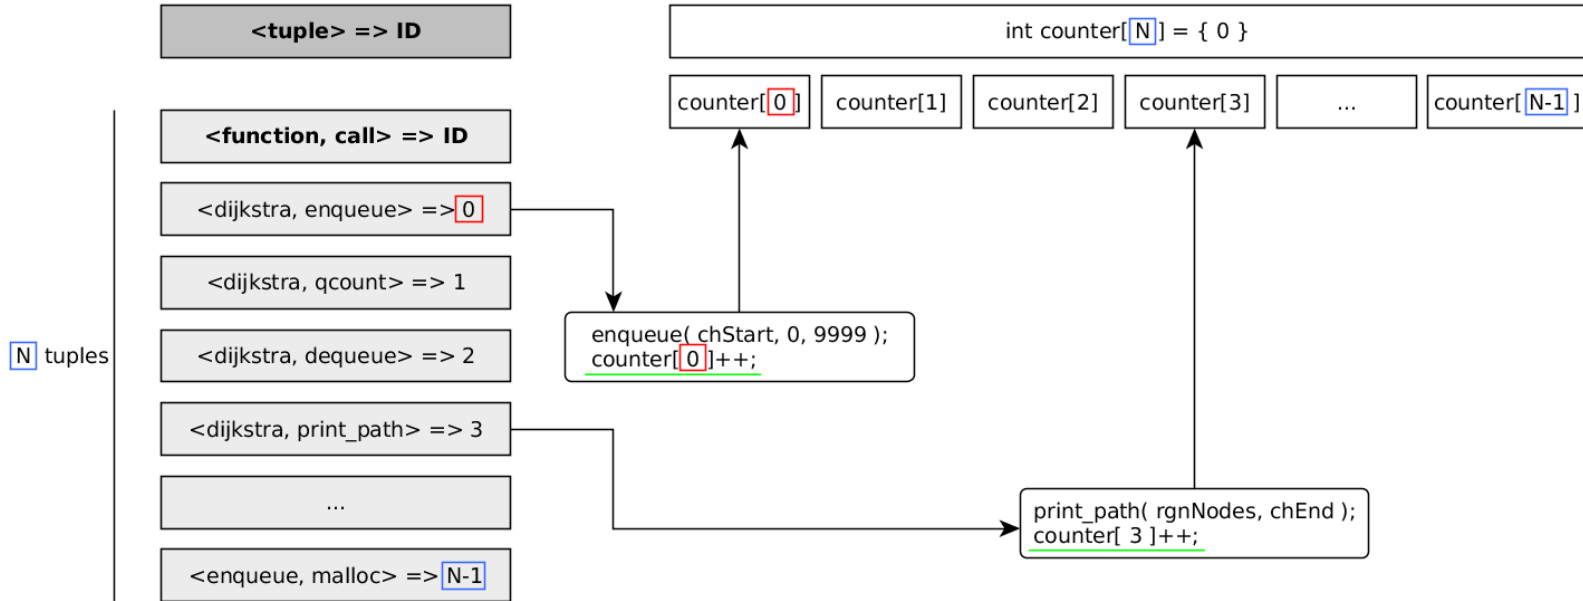 <tuple> => ID
int counter[ N ] = { 0 }
counter[ 0 ]
counter[1]
counter[2]
counter[3]
...
counter[ N-1 ]
<function, call> => ID
<dijkstra, enqueue> => 0
<dijkstra, qcount> => 1
N tuples
<dijkstra, dequeue> => 2
<dijkstra, print_path> => 3
...
<enqueue, malloc> => N-1
enqueue( chStart, 0, 9999 );
counter[ 0 ]++;
print_path( rgnNodes, chEnd );
counter[ 3 ]++;